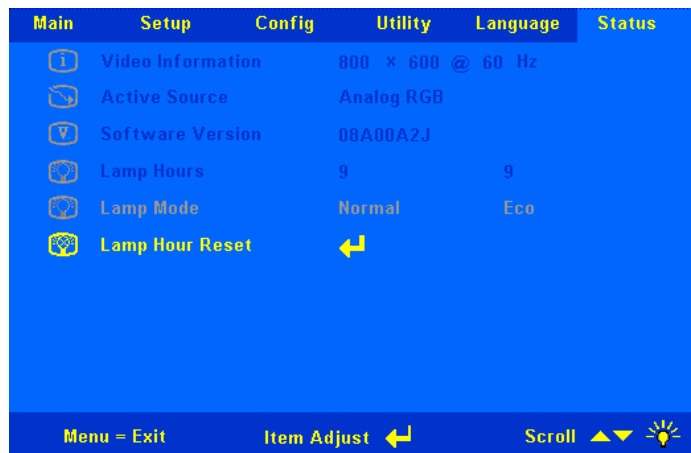 Main Setup Config Utility Language Status
Video Information 800 × 600 @ 60 Hz
Active Source Analog RGB
Software Version 08A00A2J
Lamp Hours 9 9
Lamp Mode Normal Eco
Lamp Hour Reset
Menu = Exit Item Adjust Scroll